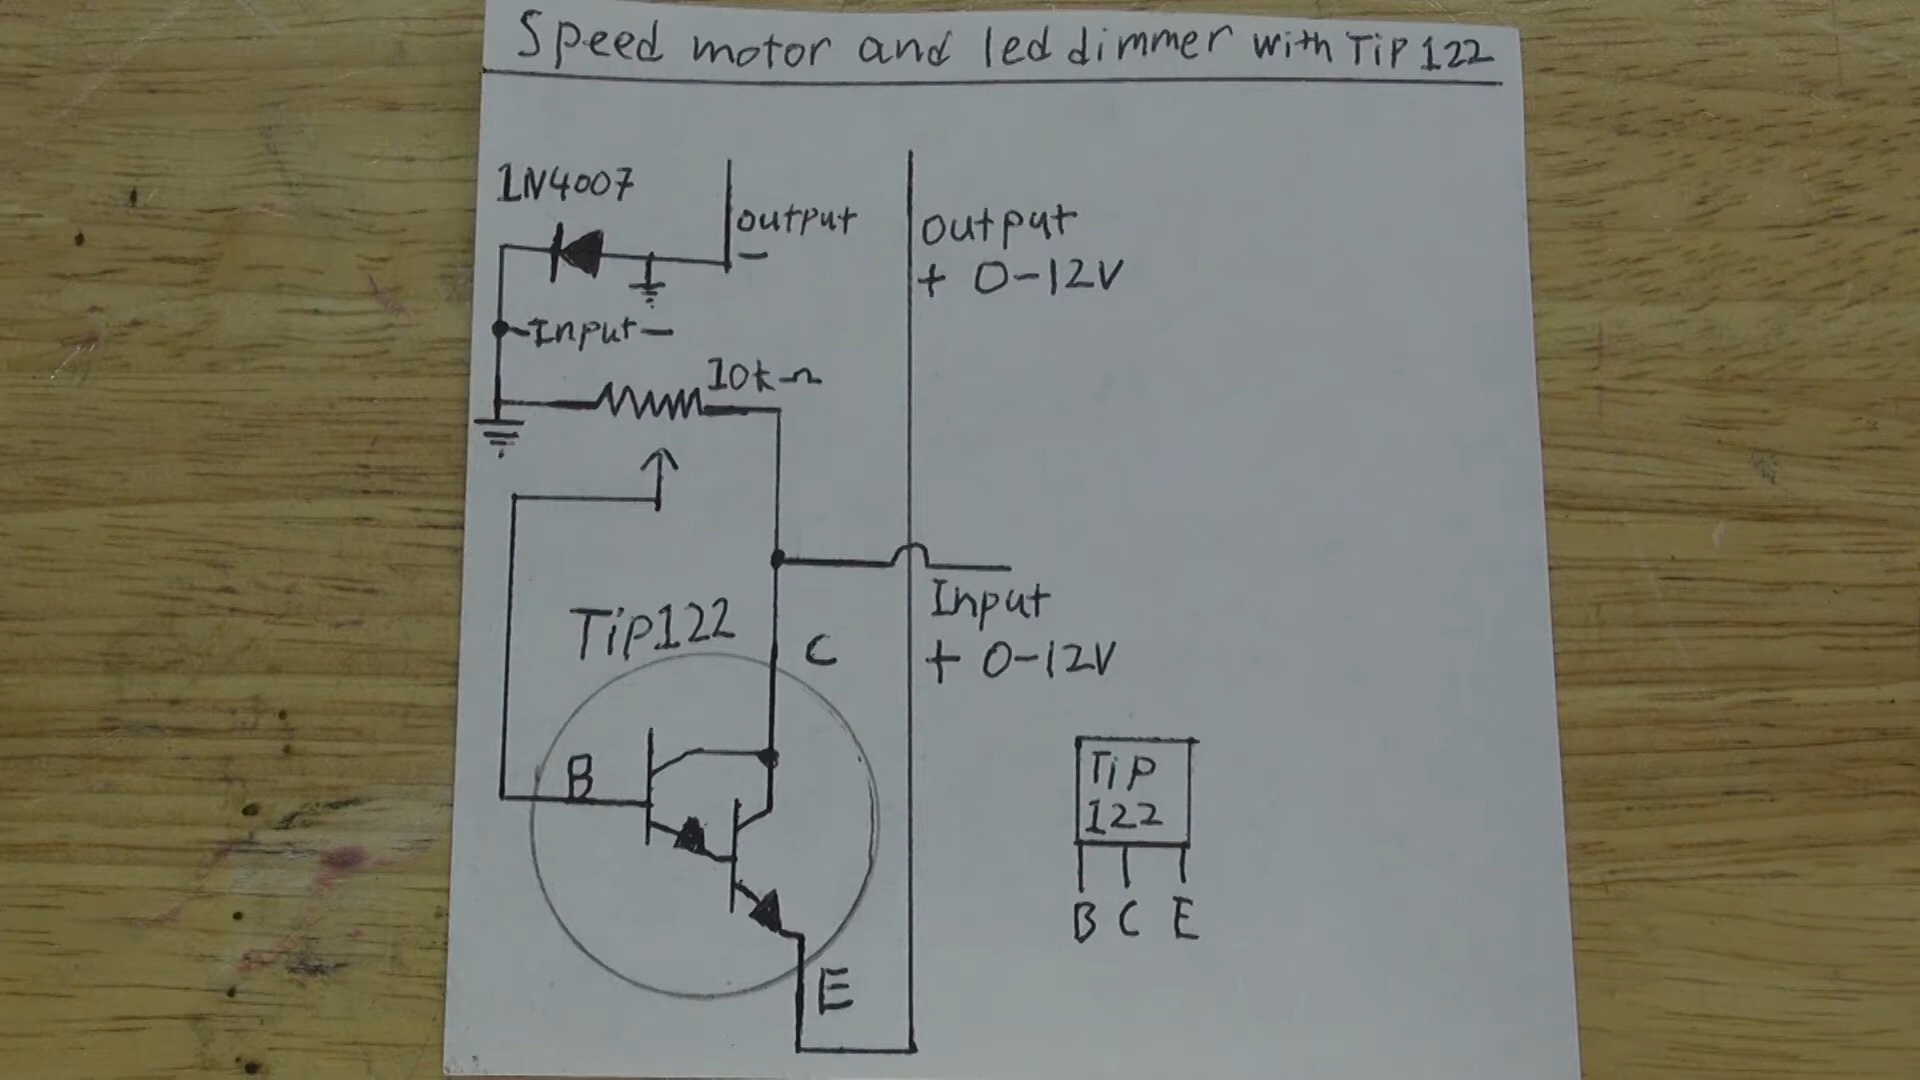 Speed motor and led dimmer with TiP 122
1N4007
output
-
output
+ 0-12V
Input-
10kΩ
Input
+ 0-12V
Tip122
C
B
E
TiP
122
B C E